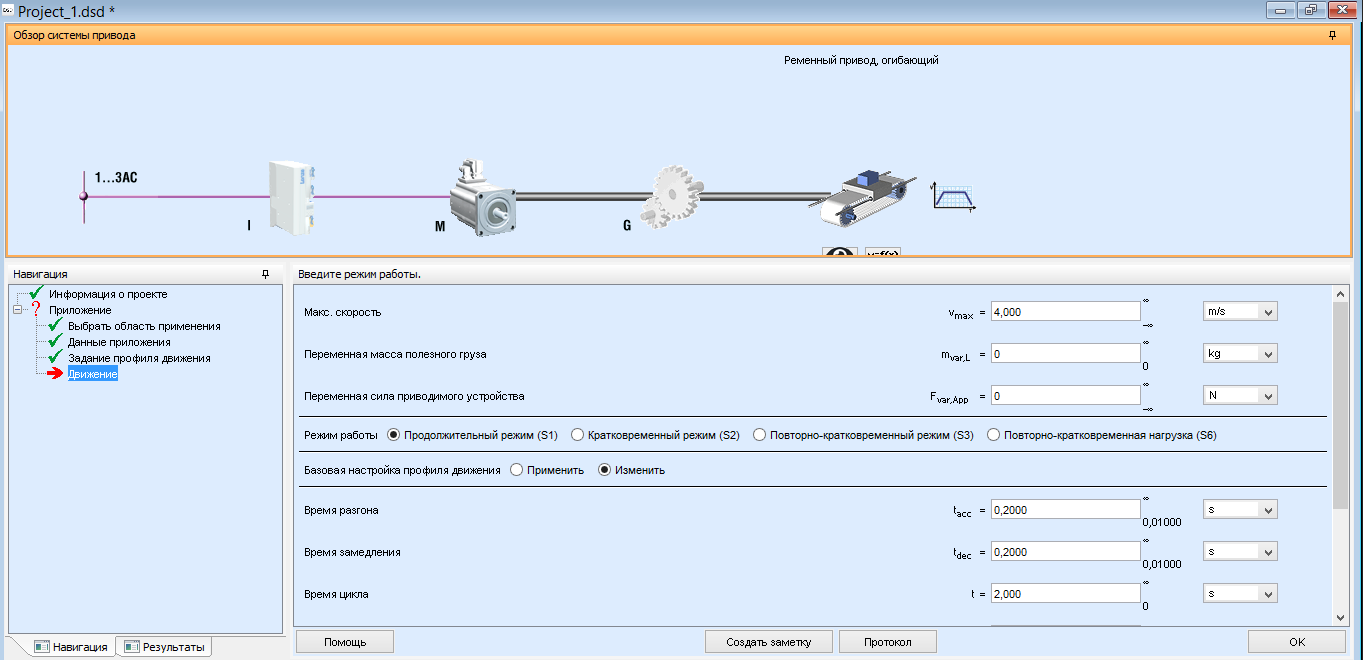 DSD Project_1.dsd *
Обзор системы привода
Ременный привод, огибающий
1...3AC
I
M
G
v
T
Навигация
Информация о проекте
Приложение
Выбрать область применения
Данные приложения
Задание профиля движения
Движение
Введите режим работы.
Макс. скорость vmax = 4,000 ∞ -∞ m/s
Переменная масса полезного груза mvar,L = 0 ∞ 0 kg
Переменная сила приводимого устройства Fvar,App = 0 ∞ -∞ N
Режим работы Продолжительный режим (S1) Кратковременный режим (S2) Повторно-кратковременный режим (S3) Повторно-кратковременная нагрузка (S6)
Базовая настройка профиля движения Применить Изменить
Время разгона tacc = 0,2000 ∞ 0,01000 s
Время замедления tdec = 0,2000 ∞ 0,01000 s
Время цикла t = 2,000 ∞ 0 s
Навигация Результаты
Помощь Создать заметку Протокол OK